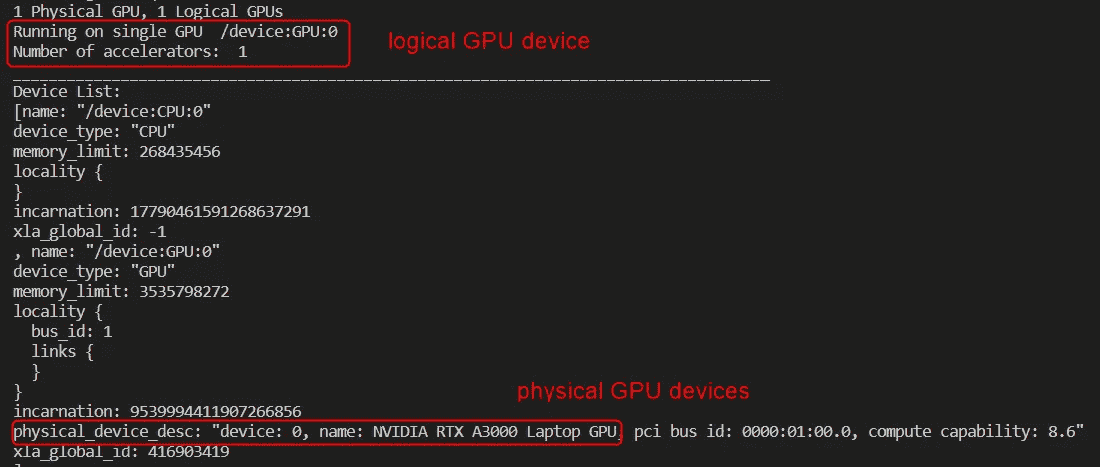 1 Physical GPU, 1 Logical GPUs
Running on single GPU  /device:GPU:0
logical GPU device
Number of accelerators:  1
Device List:
[name: "/device:CPU:0"
device_type: "CPU"
memory_limit: 268435456
locality {
}
incarnation: 17790461591268637291
xla_global_id: -1
, name: "/device:GPU:0"
device_type: "GPU"
memory_limit: 3535798272
locality {
  bus_id: 1
  links {
  }
}
physical GPU devices
incarnation: 9539994411907266856
physical_device_desc: "device: 0, name: NVIDIA RTX A3000 Laptop GPU, pci bus id: 0000:01:00.0, compute capability: 8.6"
xla_global_id: 416903419